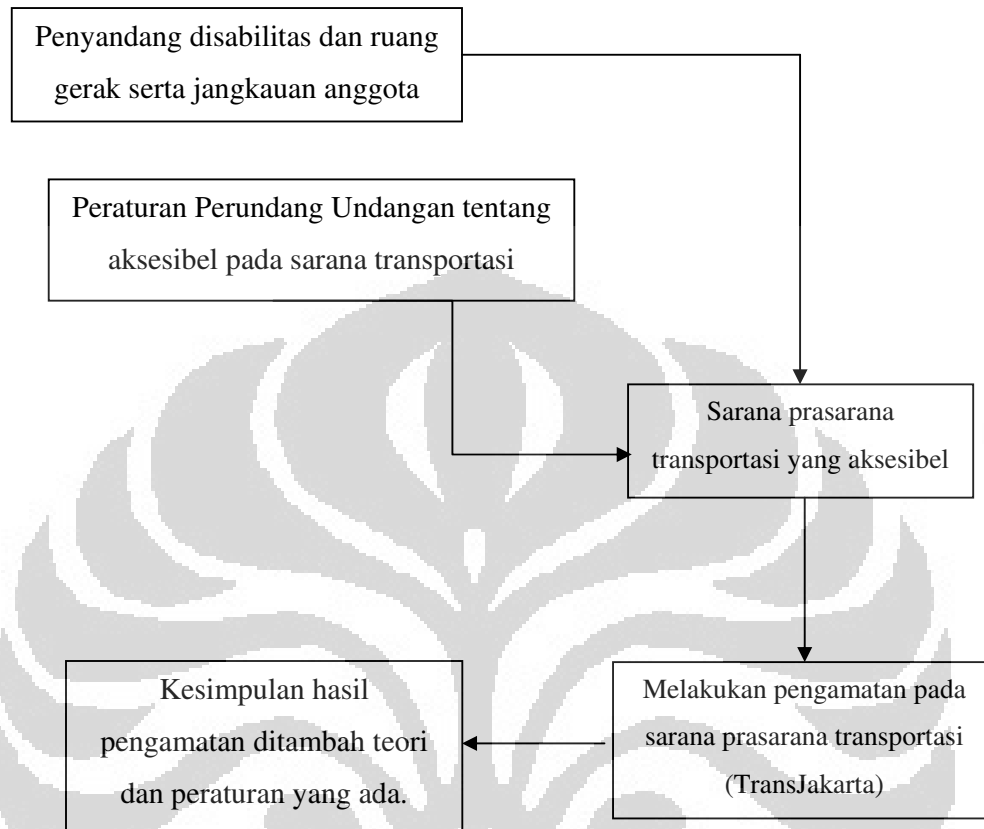 Penyandang disabilitas dan ruang
gerak serta jangkauan anggota
Peraturan Perundang Undangan tentang
aksesibel pada sarana transportasi
Sarana prasarana
transportasi yang aksesibel
Melakukan pengamatan pada
sarana prasarana transportasi
(TransJakarta)
Kesimpulan hasil
pengamatan ditambah teori
dan peraturan yang ada.